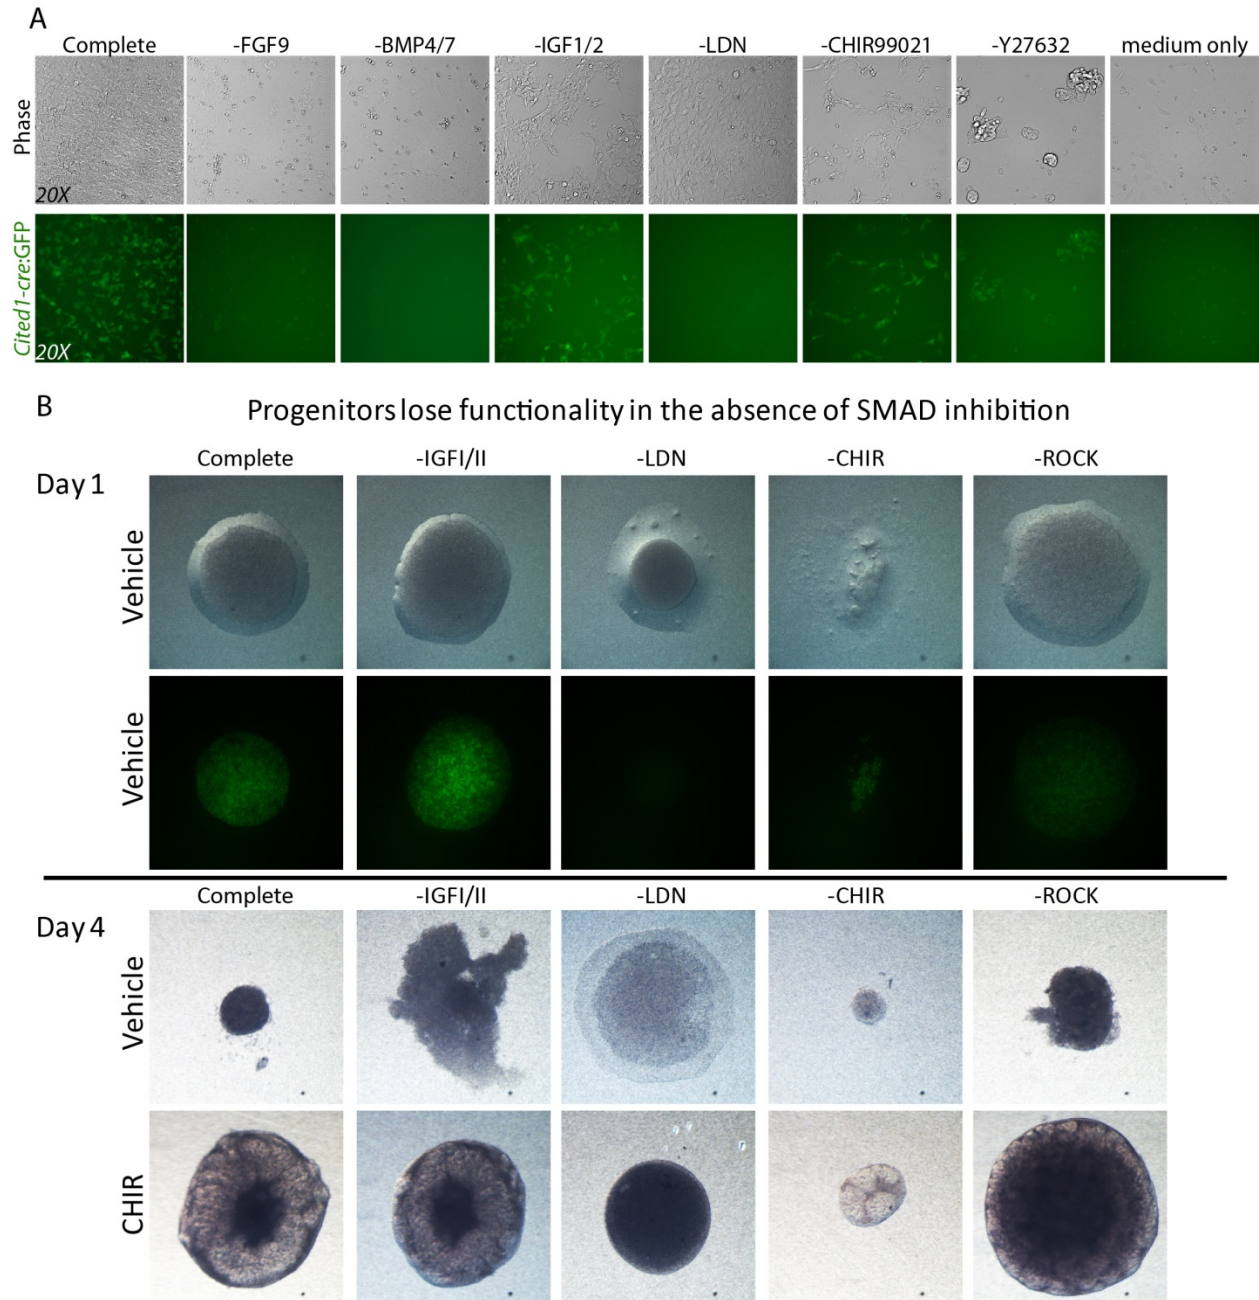 A
Complete -FGF9 -BMP4/7 -IGF1/2 -LDN -CHIR99021 -Y27632 medium only
Phase
20X
Cited1-cre:GFP
20X
B
Progenitors lose functionality in the absence of SMAD inhibition
Complete -IGFI/II -LDN -CHIR -ROCK
Day 1
Vehicle
Vehicle
Complete -IGFI/II -LDN -CHIR -ROCK
Day 4
Vehicle
CHIR